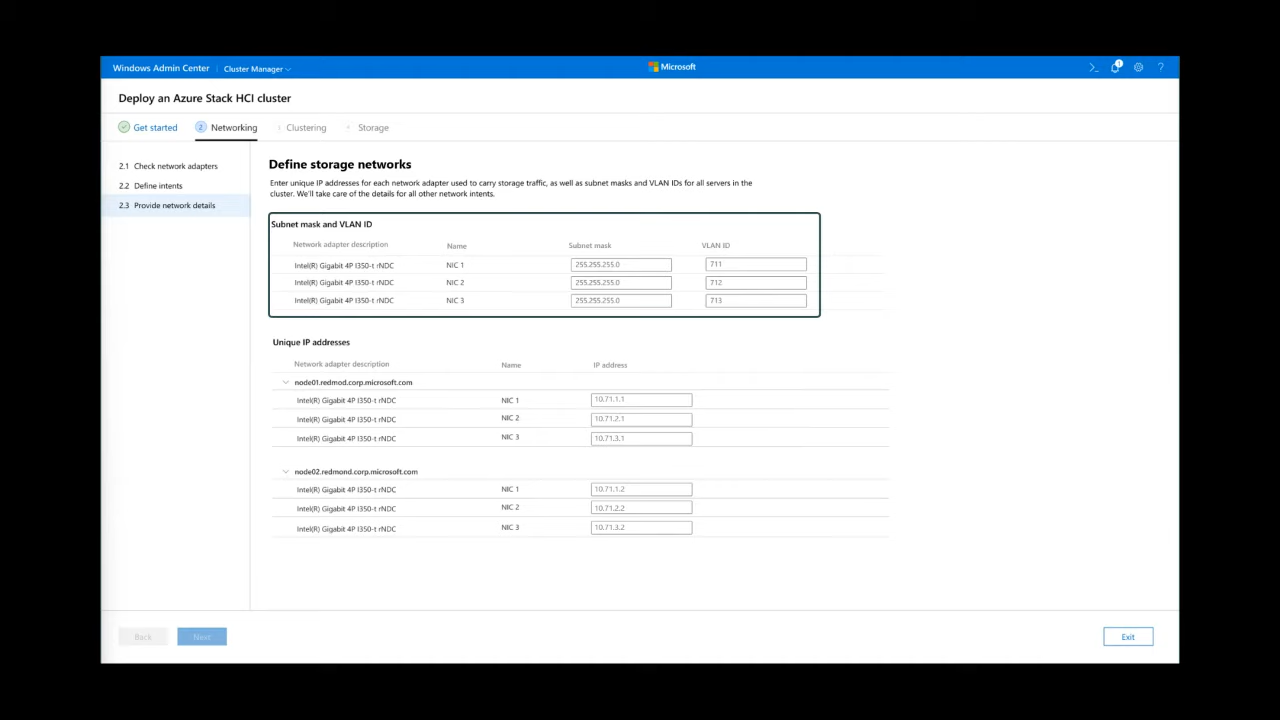 Windows Admin Center Cluster Manager Microsoft 1 ?
Deploy an Azure Stack HCI cluster
Get started 2 Networking Clustering Storage
2.1 Check network adapters
2.2 Define intents
2.3 Provide network details
Define storage networks
Enter unique IP addresses for each network adapter used to carry storage traffic, as well as subnet masks and VLAN IDs for all servers in the
cluster. We'll take care of the details for all other network intents.
Subnet mask and VLAN ID
Network adapter description Name Subnet mask VLAN ID
Intel(R) Gigabit 4P I350-t rNDC NIC 1 255.255.255.0 711
Intel(R) Gigabit 4P I350-t rNDC NIC 2 255.255.255.0 712
Intel(R) Gigabit 4P I350-t rNDC NIC 3 255.255.255.0 713
Unique IP addresses
Network adapter description Name IP address
node01.redmod.corp.microsoft.com
Intel(R) Gigabit 4P I350-t rNDC NIC 1 10.71.1.1
Intel(R) Gigabit 4P I350-t rNDC NIC 2 10.71.2.1
Intel(R) Gigabit 4P I350-t rNDC NIC 3 10.71.3.1
node02.redmond.corp.microsoft.com
Intel(R) Gigabit 4P I350-t rNDC NIC 1 10.71.1.2
Intel(R) Gigabit 4P I350-t rNDC NIC 2 10.71.2.2
Intel(R) Gigabit 4P I350-t rNDC NIC 3 10.71.3.2
Back Next Exit